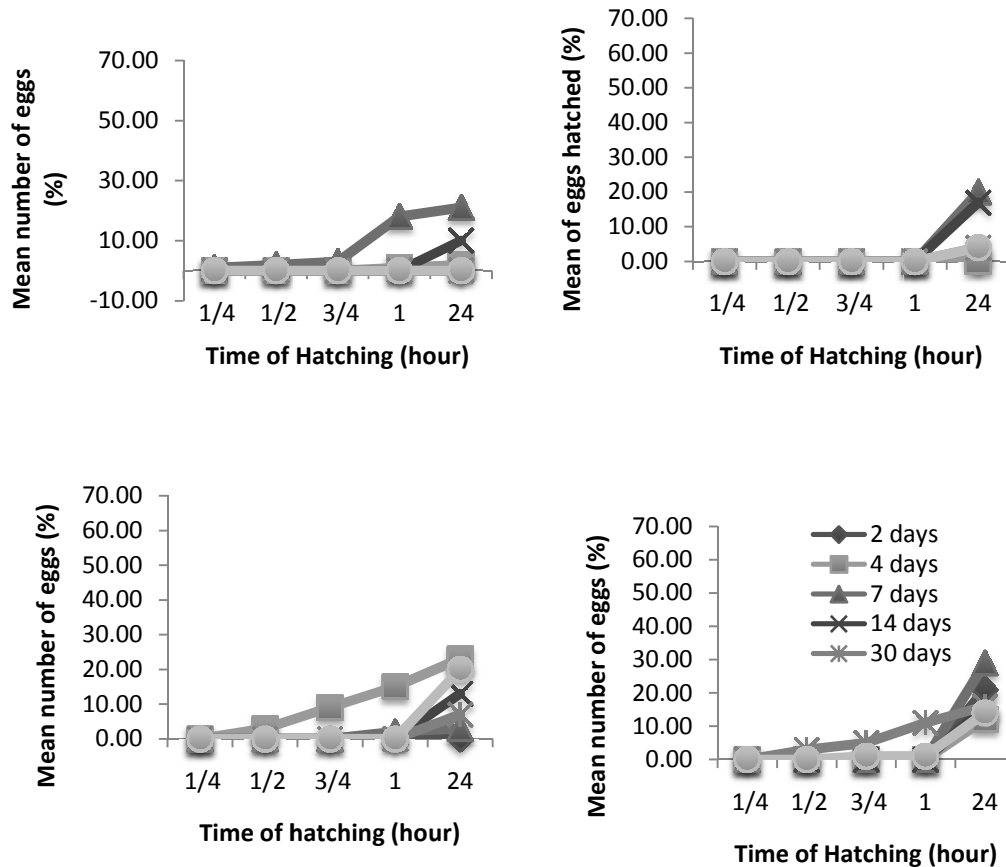 Mean number of eggs
(%)
70.00
50.00
30.00
10.00
-10.00
1/4 1/2 3/4 1 24
Time of Hatching (hour)
Mean of eggs hatched (%)
70.00
60.00
50.00
40.00
30.00
20.00
10.00
0.00
1/4 1/2 3/4 1 24
Time of Hatching (hour)
Mean number of eggs (%)
70.00
60.00
50.00
40.00
30.00
20.00
10.00
0.00
1/4 1/2 3/4 1 24
Time of hatching (hour)
Mean number of eggs (%)
70.00
60.00
50.00
40.00
30.00
20.00
10.00
0.00
2 days
4 days
7 days
14 days
30 days
1/4 1/2 3/4 1 24
Time of Hatching (hour)